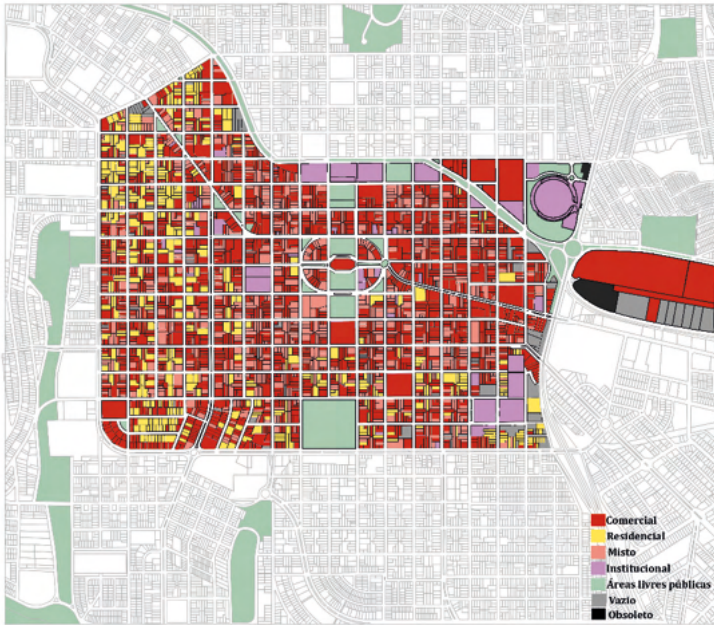 Comercial
Residencial
Misto
Institucional
Áreas livres públicas
Vazio
Obsoleto